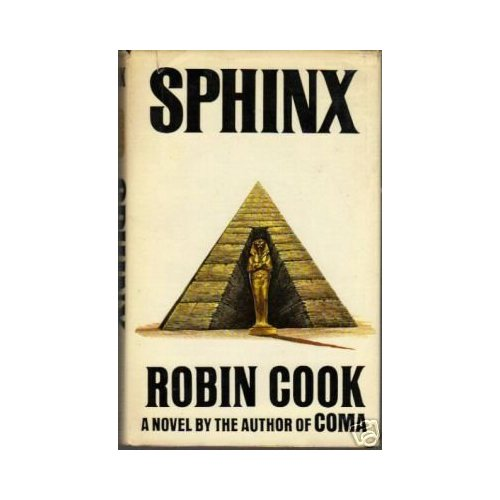 SPHINX
ROBIN COOK
A NOVEL BY THE AUTHOR OF COMA